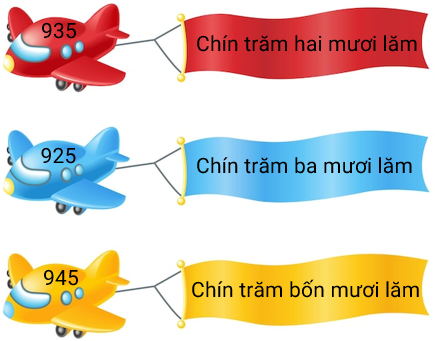 935
Chín trăm hai mươi lăm
925
Chín trăm ba mươi lăm
945
Chín trăm bốn mươi lăm